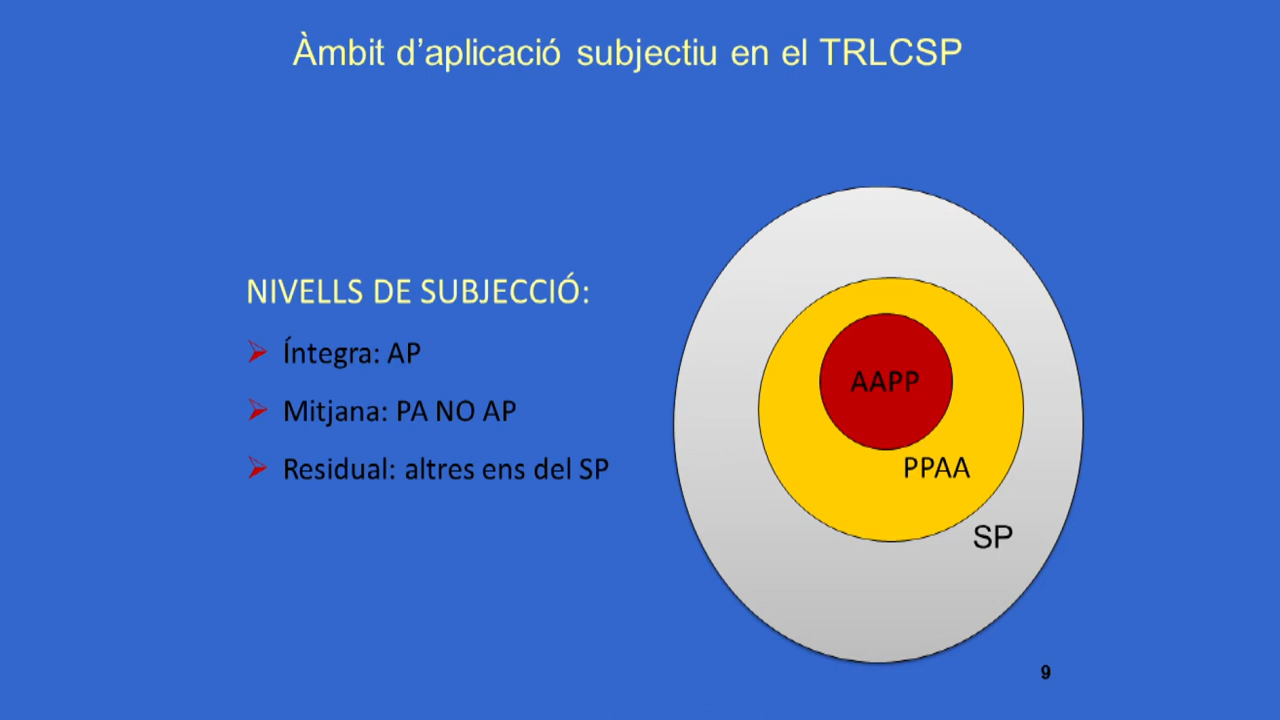 Àmbit d’aplicació subjectiu en el TRLCSP
NIVELLS DE SUBJECCIÓ:
Íntegra: AP
Mitjana: PA NO AP
Residual: altres ens del SP
AAPP
PPAA
SP
9